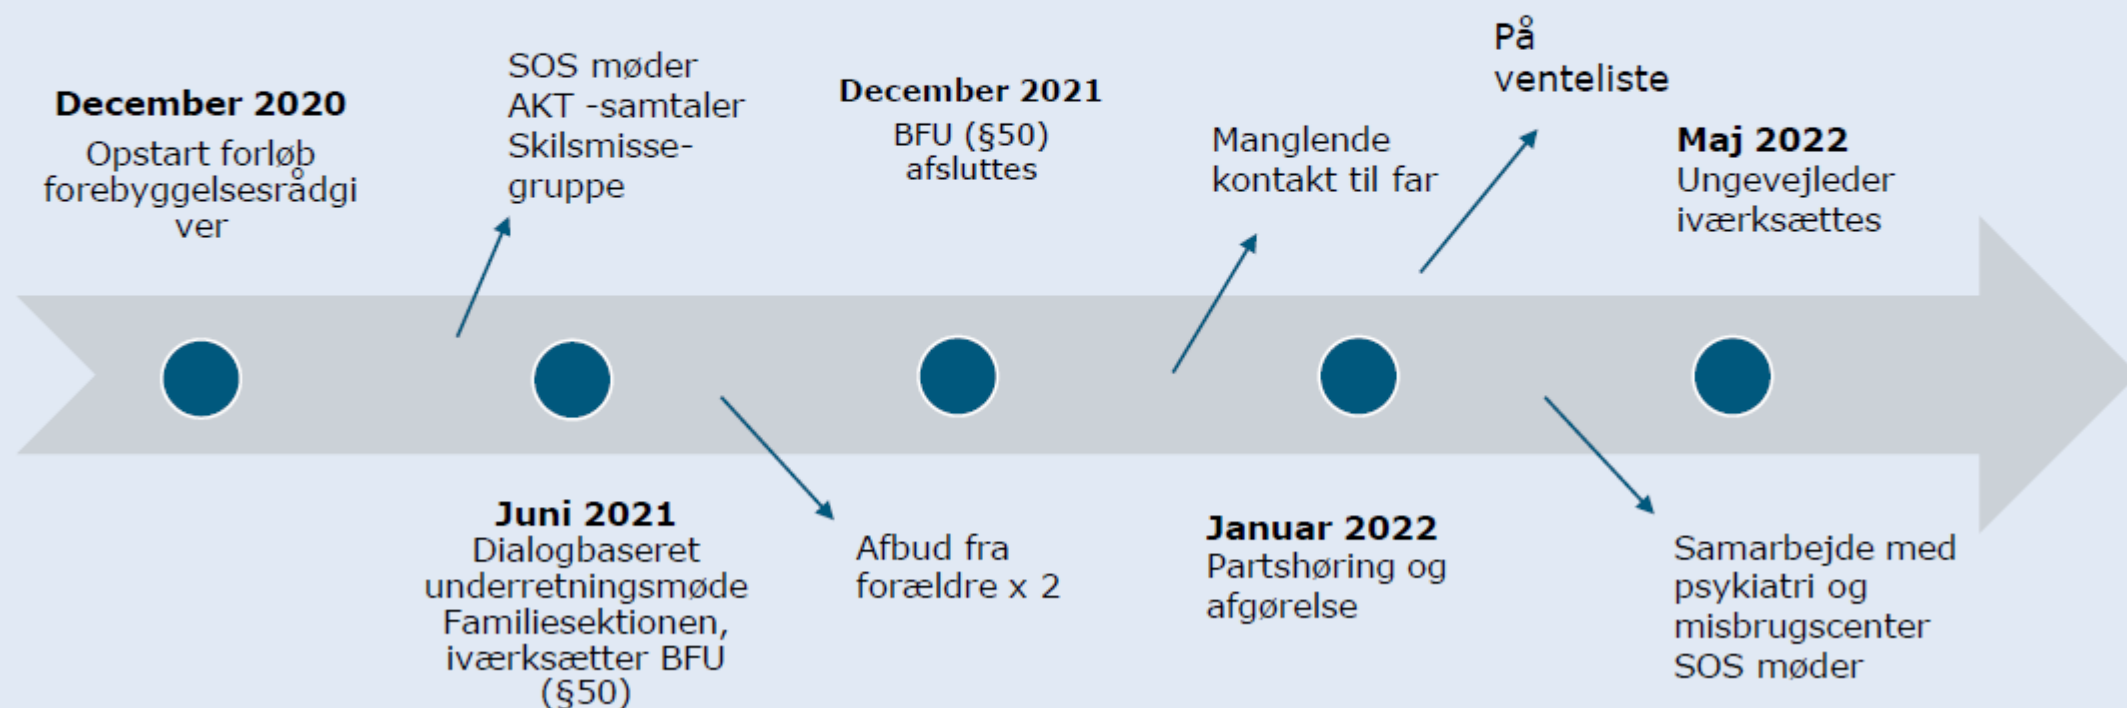 December 2020
Opstart forløb
forebyggelsesrådgi
ver
SOS møder
AKT -samtaler
Skilsmisse-
gruppe
December 2021
BFU (§50)
afsluttes
Manglende
kontakt til far
På
venteliste
Maj 2022
Ungevejleder
iværksættes
Juni 2021
Dialogbaseret
underretningsmøde
Familiesektionen,
iværksætter BFU
(§50)
Afbud fra
forældre x 2
Januar 2022
Partshøring og
afgørelse
Samarbejde med
psykiatri og
misbrugscenter
SOS møder